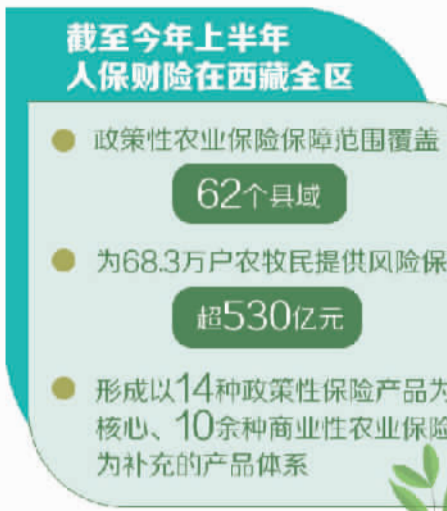 截至今年上半年
人保财险在西藏全区
政策性农业保险保障范围覆盖
62个县域
为68.3万户农牧民提供风险保
超530亿元
形成以14种政策性保险产品为
核心、10余种商业性农业保险
为补充的产品体系